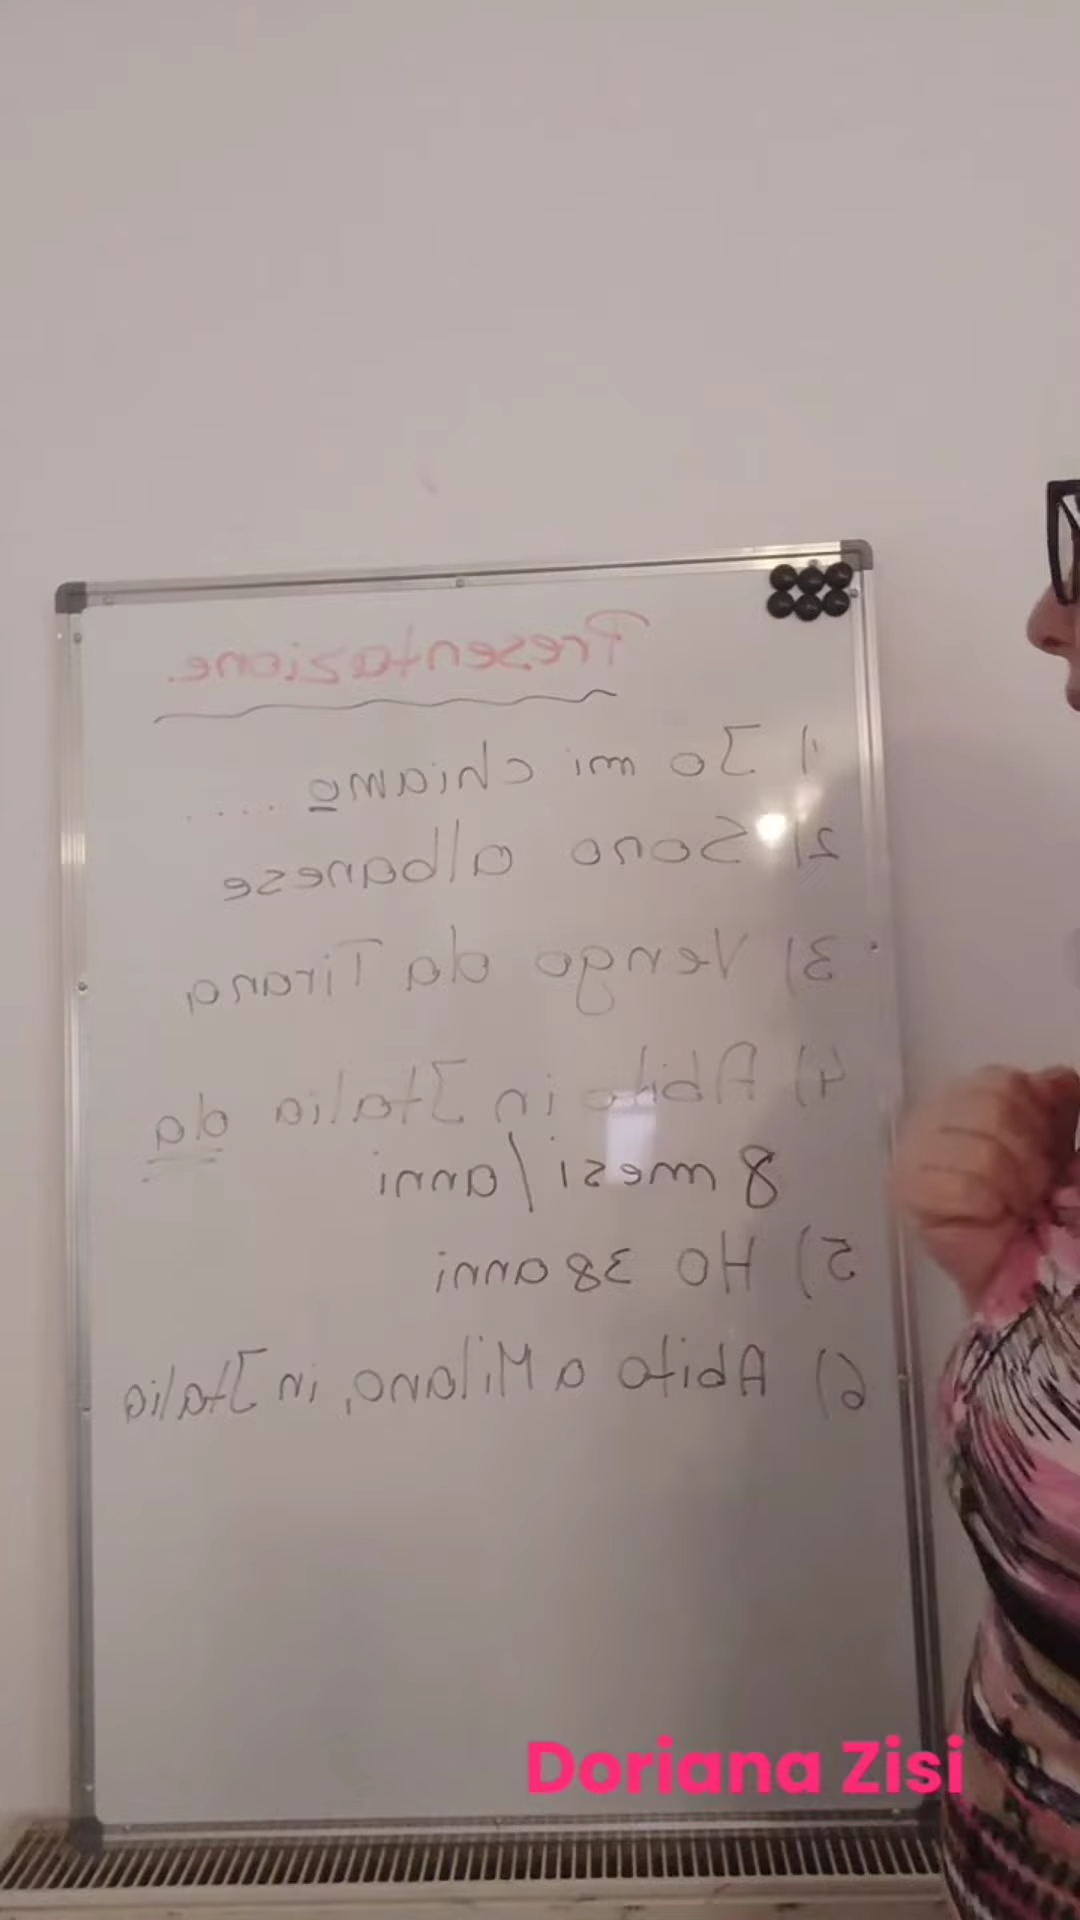 Presentazione.
1) Io mi chiamo ....
2) Sono albanese
3) Vengo da Tirana
4) Abito in Italia da
8 mesi/anni
5) Ho 38 anni
6) Abito a Milano, in Italia
Doriana Zisi